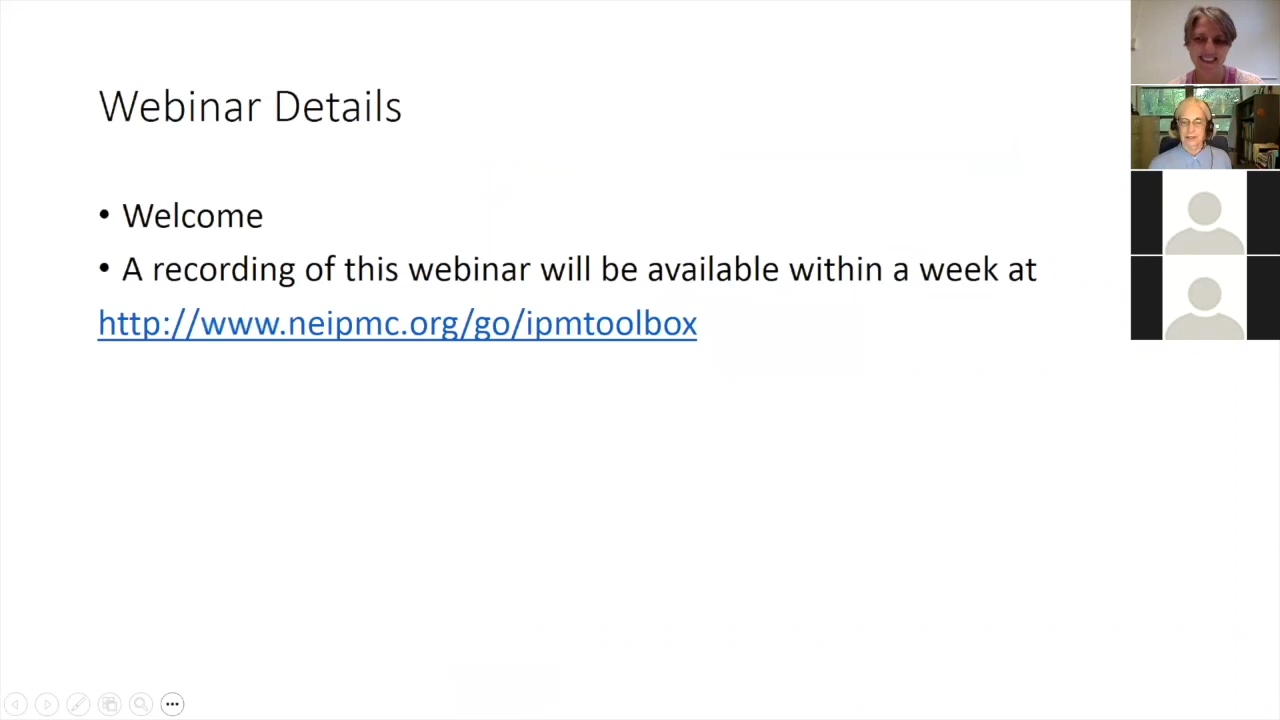 Webinar Details
• Welcome
• A recording of this webinar will be available within a week at
http://www.neipmc.org/go/ipmtoolbox